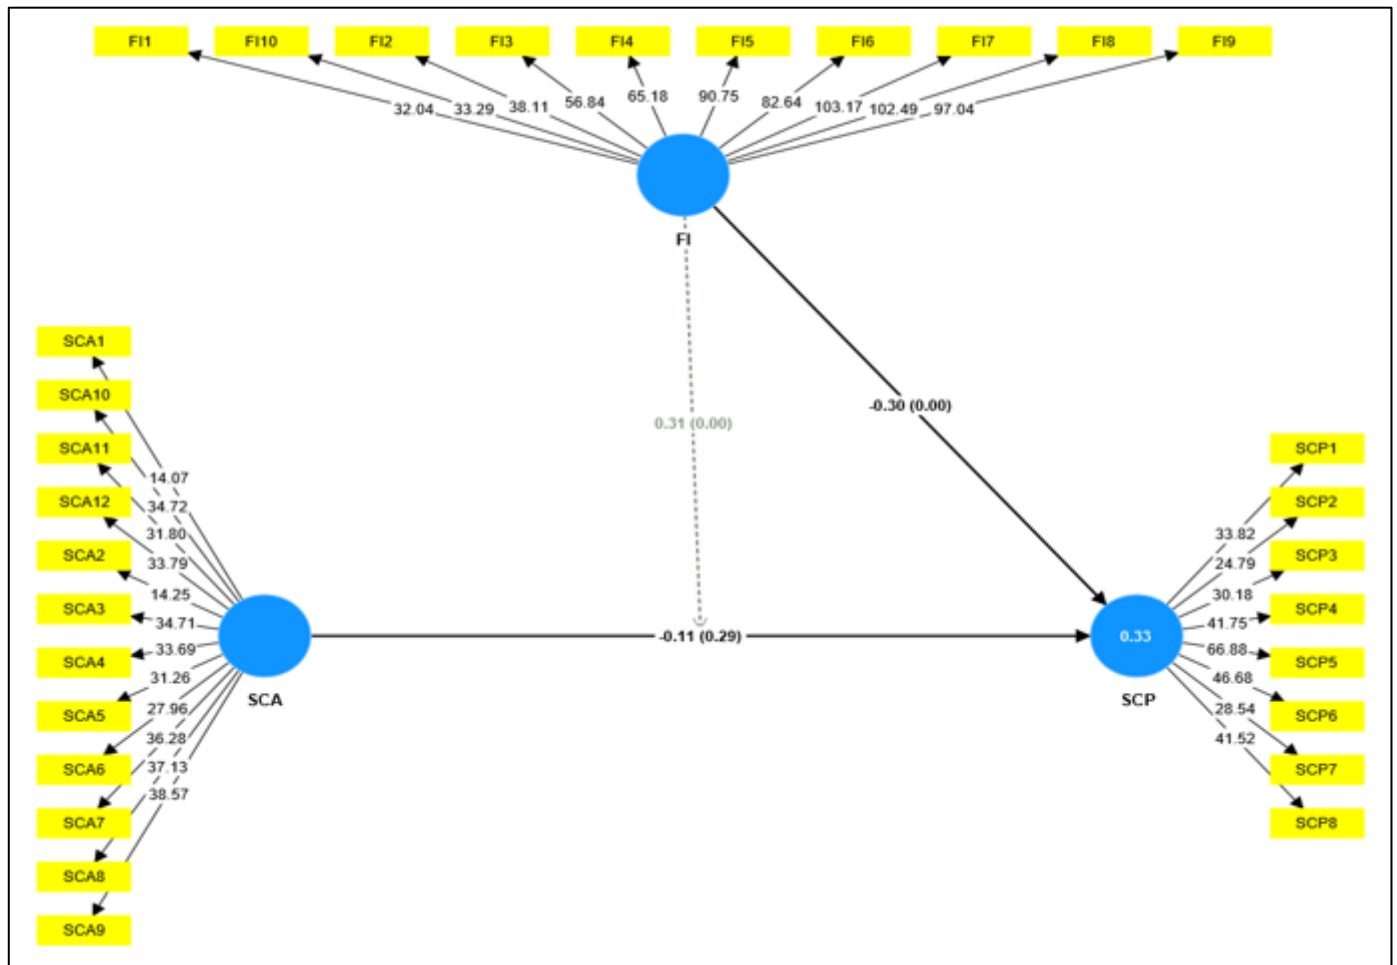 FI1 FI10 FI2 FI3 FI4 FI5 FI6 FI7 FI8 FI9
32.04 33.29 38.11 56.84 65.18 90.75 82.64 103.17 102.49 97.04
FI
0.31 (0.00)
-0.30 (0.00)
SCA1
SCA10
SCA11
SCA12
SCA2
SCA3
SCA4
SCA5
SCA6
SCA7
SCA8
SCA9
14.07
34.72
31.80
33.79
14.25
34.71
33.69
31.26
27.96
36.28
37.13
38.57
SCA
-0.11 (0.29)
0.33
SCP
33.82
24.79
30.18
41.75
66.88
46.68
28.54
41.52
SCP1
SCP2
SCP3
SCP4
SCP5
SCP6
SCP7
SCP8